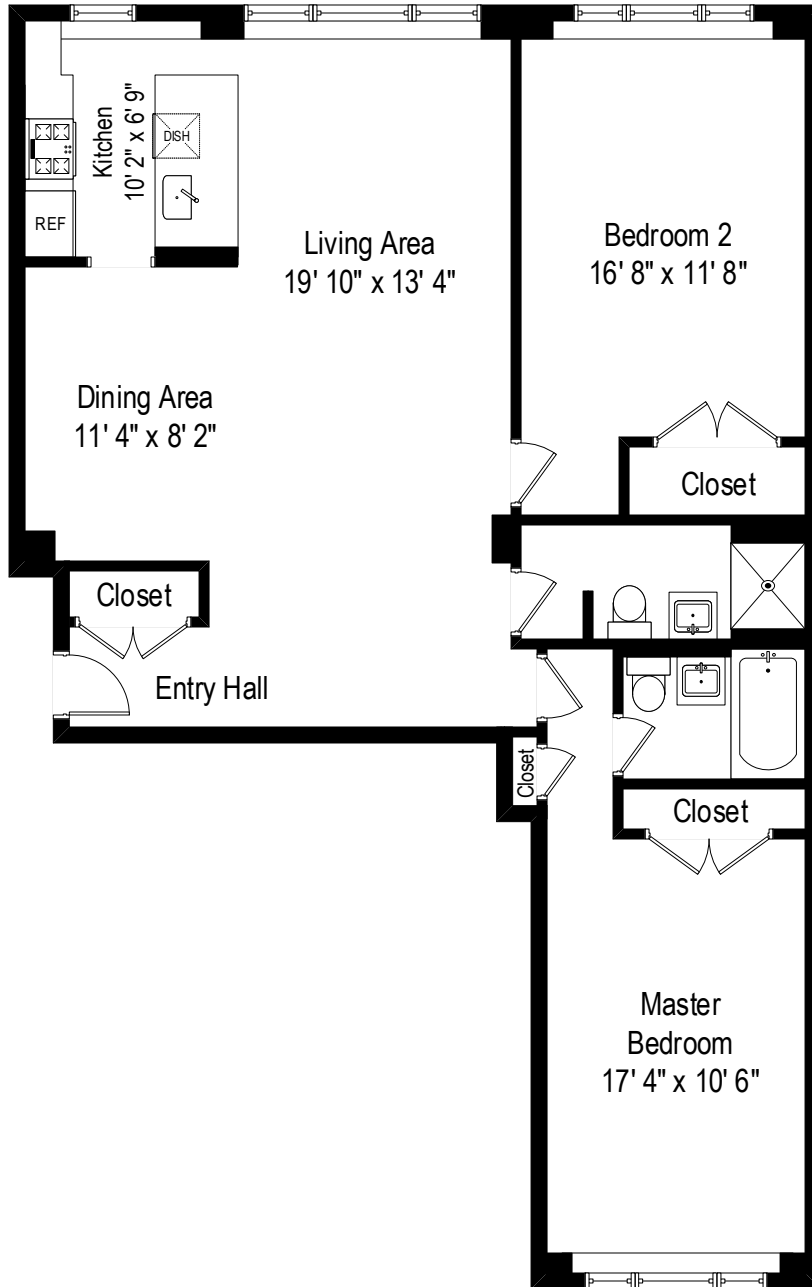 Kitchen
10' 2" x 6' 9"
DISH
REF
Living Area
19' 10" x 13' 4"
Bedroom 2
16' 8" x 11' 8"
Dining Area
11' 4" x 8' 2"
Closet
Closet
Entry Hall
Closet
Closet
Master
Bedroom
17' 4" x 10' 6"